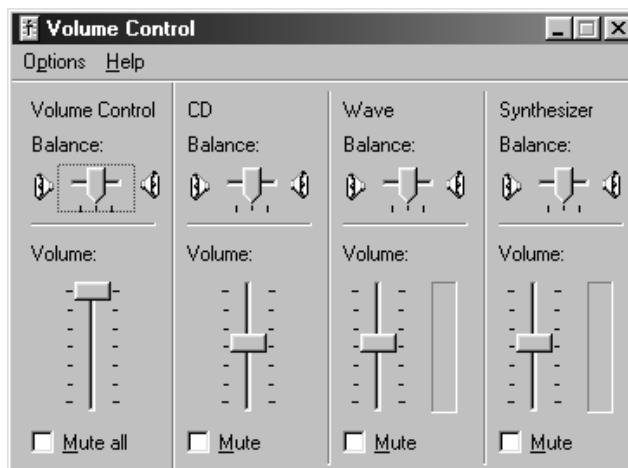 Volume Control
Options Help
Volume Control CD Wave Synthesizer
Balance: Balance: Balance: Balance:
Volume: Volume: Volume: Volume:
Mute all Mute Mute Mute